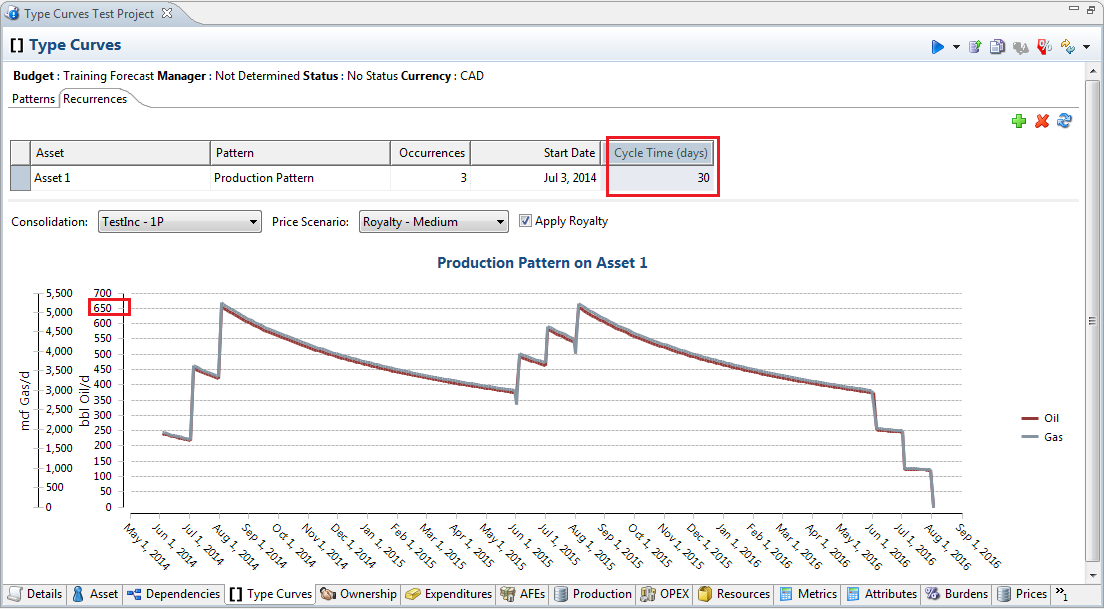 Type Curves Test Project
[] Type Curves
Budget : Training Forecast Manager : Not Determined Status : No Status Currency : CAD
Patterns Recurrences
Asset Pattern Occurrences Start Date Cycle Time (days)
Asset 1 Production Pattern 3 Jul 3, 2014 30
Consolidation: TestInc - 1P Price Scenario: Royalty - Medium Apply Royalty
Production Pattern on Asset 1
5,500 700
5,000 650
4,500 600
550
4,000 500
3,500 450
400
3,000 350
2,500 300
2,000 250
1,500 200
150
1,000 100
500 50
0 0
mcf Gas/d
bbl Oil/d
Oil
Gas
May 1, 2014 Jun 1, 2014 Jul 1, 2014 Aug 1, 2014 Sep 1, 2014 Oct 1, 2014 Nov 1, 2014 Dec 1, 2014 Jan 1, 2015 Feb 1, 2015 Mar 1, 2015 Apr 1, 2015 May 1, 2015 Jun 1, 2015 Jul 1, 2015 Aug 1, 2015 Sep 1, 2015 Oct 1, 2015 Nov 1, 2015 Dec 1, 2015 Jan 1, 2016 Feb 1, 2016 Mar 1, 2016 Apr 1, 2016 May 1, 2016 Jun 1, 2016 Jul 1, 2016 Aug 1, 2016 Sep 1, 2016
Details Asset Dependencies [] Type Curves Ownership Expenditures AFEs Production OPEX Resources Metrics Attributes Burdens Prices »1